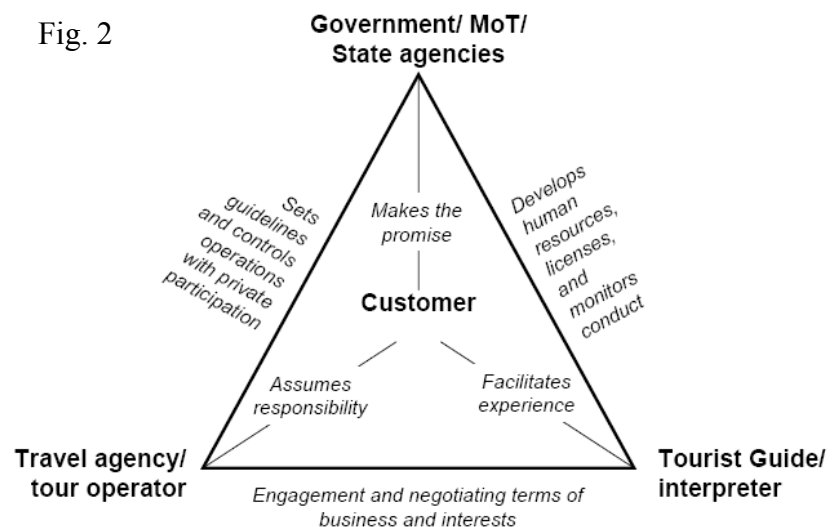 Fig. 2
Government/ MoT/
State agencies
Sets
guidelines
and controls
operations
with private
participation
Develops
human
resources,
licenses,
and
monitors
conduct
Makes the
promise
Customer
Assumes
responsibility
Facilitates
experience
Travel agency/
tour operator
Tourist Guide/
interpreter
Engagement and negotiating terms of
business and interests